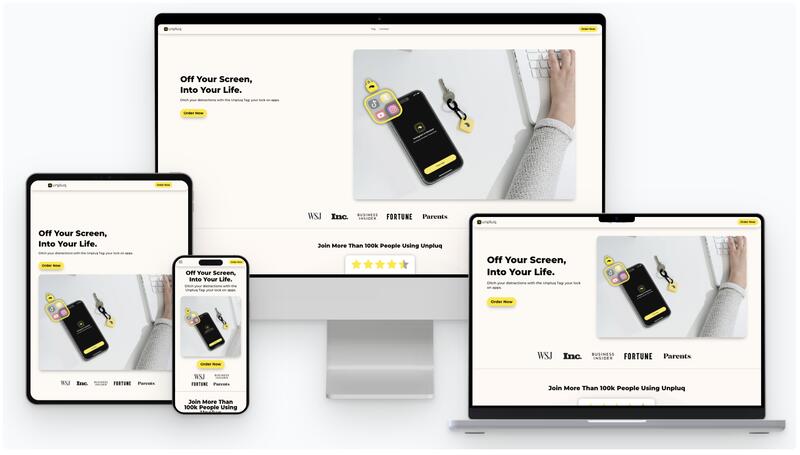 unpluq
Tag
Contact
Order Now
Off Your Screen,
Into Your Life.
Ditch your distractions with the Unpluq Tag: your lock on apps.
Order Now
WSJ
Inc.
BUSINESS
INSIDER
FORTUNE
Parents
Join More Than 100k People Using Unpluq
unpluq
Order Now
Off Your Screen,
Into Your Life.
Ditch your distractions with the Unpluq Tag: your lock on apps.
Order Now
WSJ
Inc.
BUSINESS
INSIDER
FORTUNE
Parents
Order Now
Off Your Screen,
Into Your Life.
Ditch your distractions with the
Unpluq Tag: your lock on apps.
Order Now
WSJ
BUSINESS
INSIDER
FORTUNE
Parents
Join More Than
100k People Using
Unpluq
unpluq
Order Now
Off Your Screen,
Into Your Life.
Ditch your distractions with the Unpluq Tag: your lock on
apps.
Order Now
WSJ
Inc.
BUSINESS
INSIDER
FORTUNE
Parents
Join More Than 100k People Using Unpluq